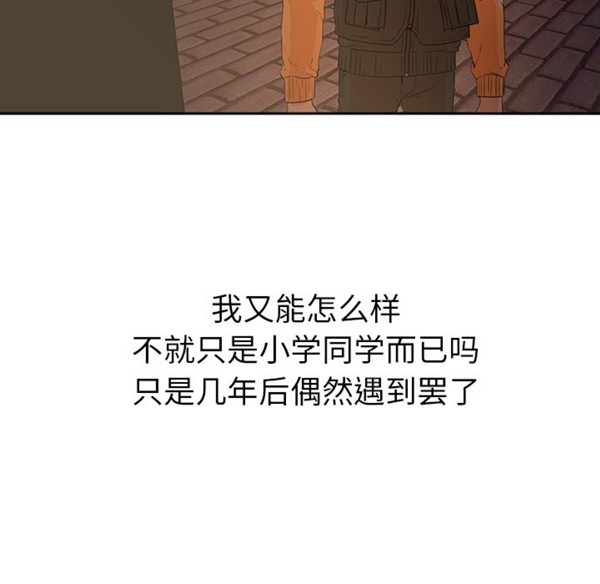 我又能怎么样
不就只是小学同学而已吗
只是几年后偶然遇到罢了